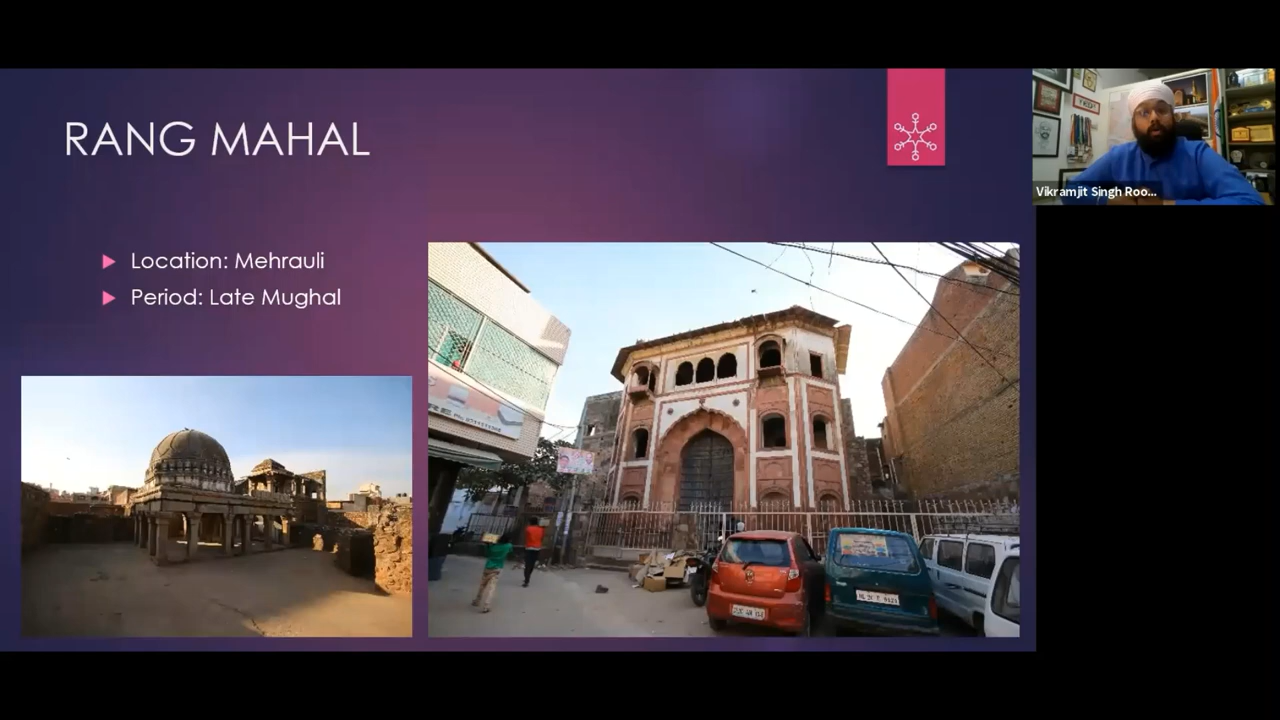 RANG MAHAL
Location: Mehrauli
Period: Late Mughal
Vikramjit Singh Roo...